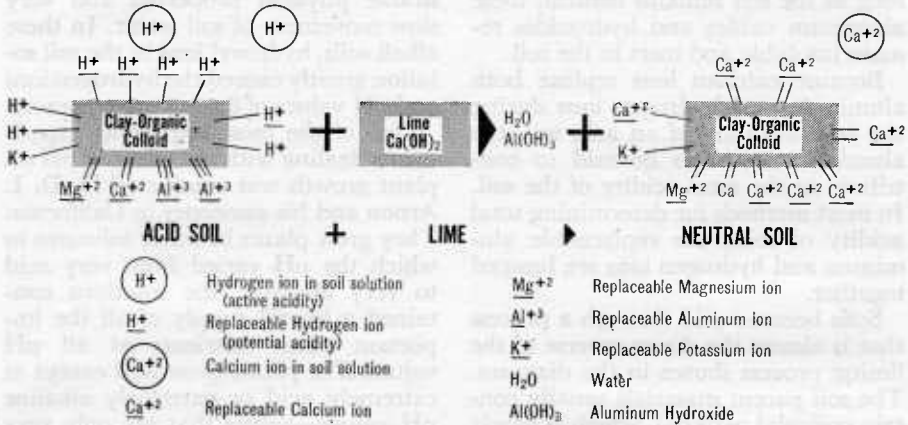 H+ H+
H+ H+ H+ H+
H+
H+
K+
Clay-Organic
Colloid
H+
H+
Mg+2 Ca+2 Al+3 Al+3
+
Lime
Ca(OH)2
H2O
Al(OH)3
+
Ca+2
Ca+2 Ca+2
Ca+2
K+
Clay-Organic
Colloid
Ca+2
Mg+2 Ca Ca+2 Ca+2 Ca+2
ACID SOIL + LIME NEUTRAL SOIL
H+ Hydrogen ion in soil solution
(active acidity)
H+ Replaceable Hydrogen ion
(potential acidity)
Ca+2 Calcium ion in soil solution
Ca+2 Replaceable Calcium ion
Mg+2 Replaceable Magnesium ion
Al+3 Replaceable Aluminum ion
K+ Replaceable Potassium ion
H2O Water
Al(OH)3 Aluminum Hydroxide